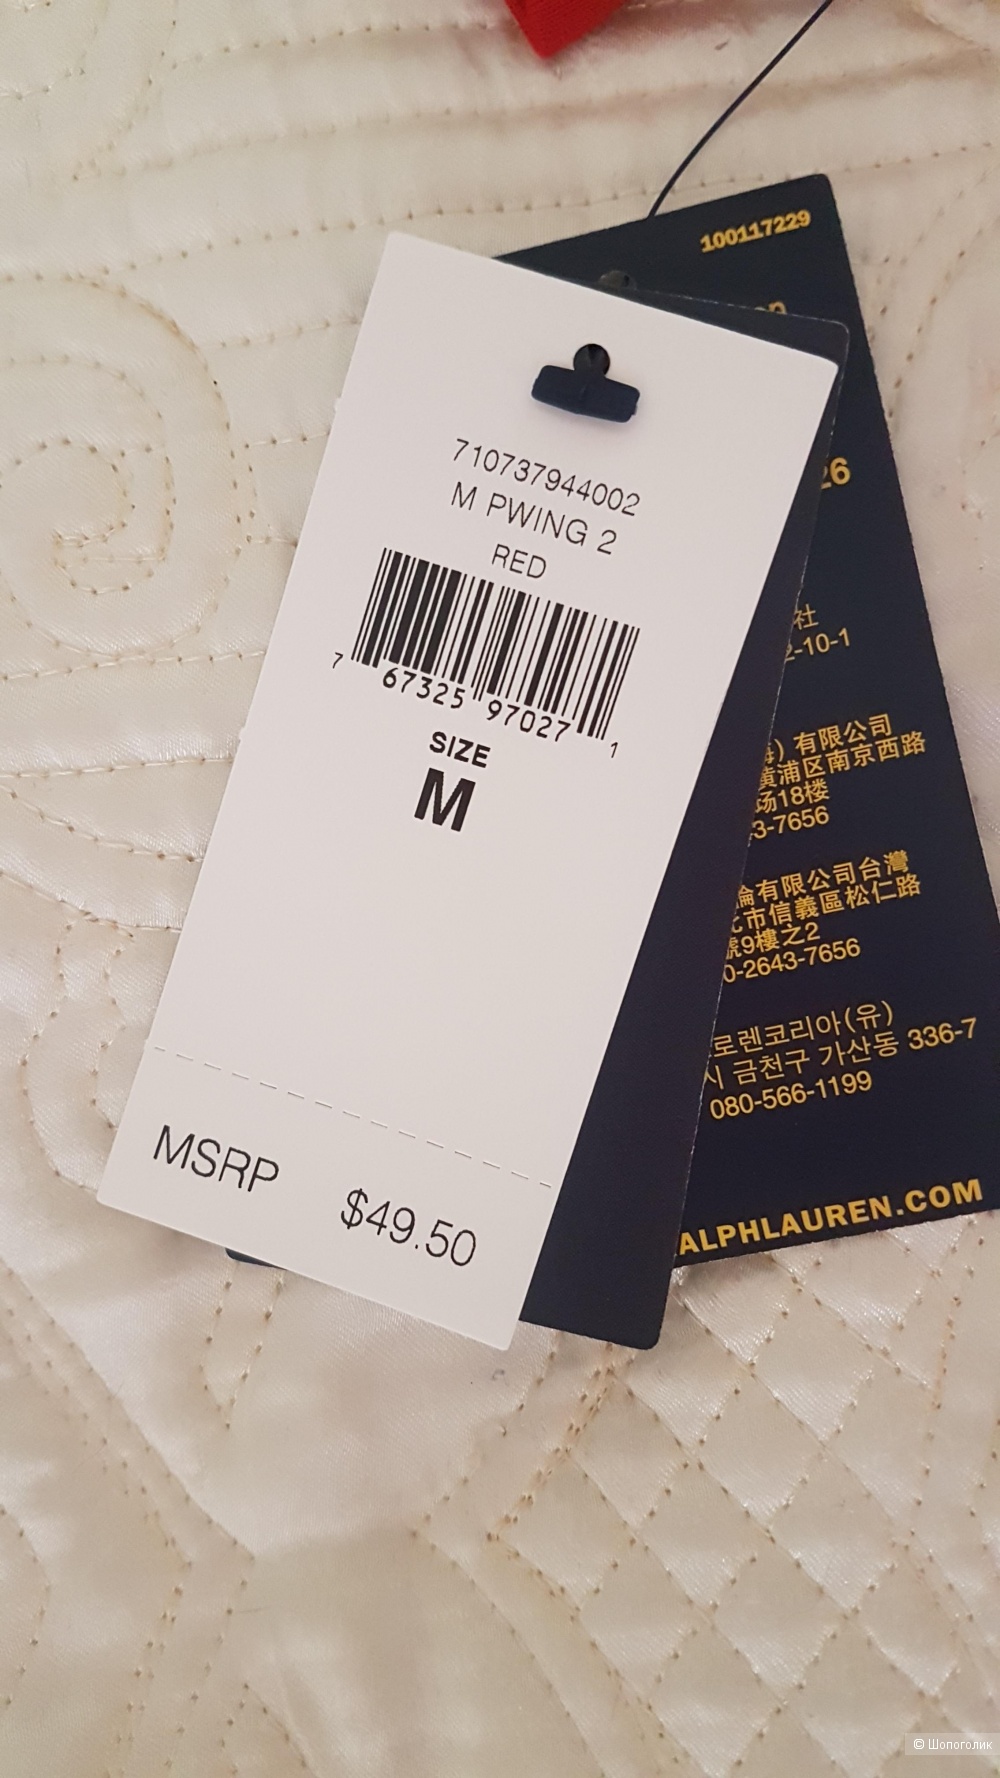 710737944002
M PWING 2
RED
7 67325 97027 1
SIZE
M
MSRP $49.50
100117229
26
社
2-10-1
有限公司
黄浦区南京西路
场18楼
3-7656
倫有限公司台灣
市信義區松仁路
號9樓之2
0-2643-7656
로렌코리아(유)
시 금천구 가산동 336-7
080-566-1199
ALPHLAUREN.COM
© Шопоголик